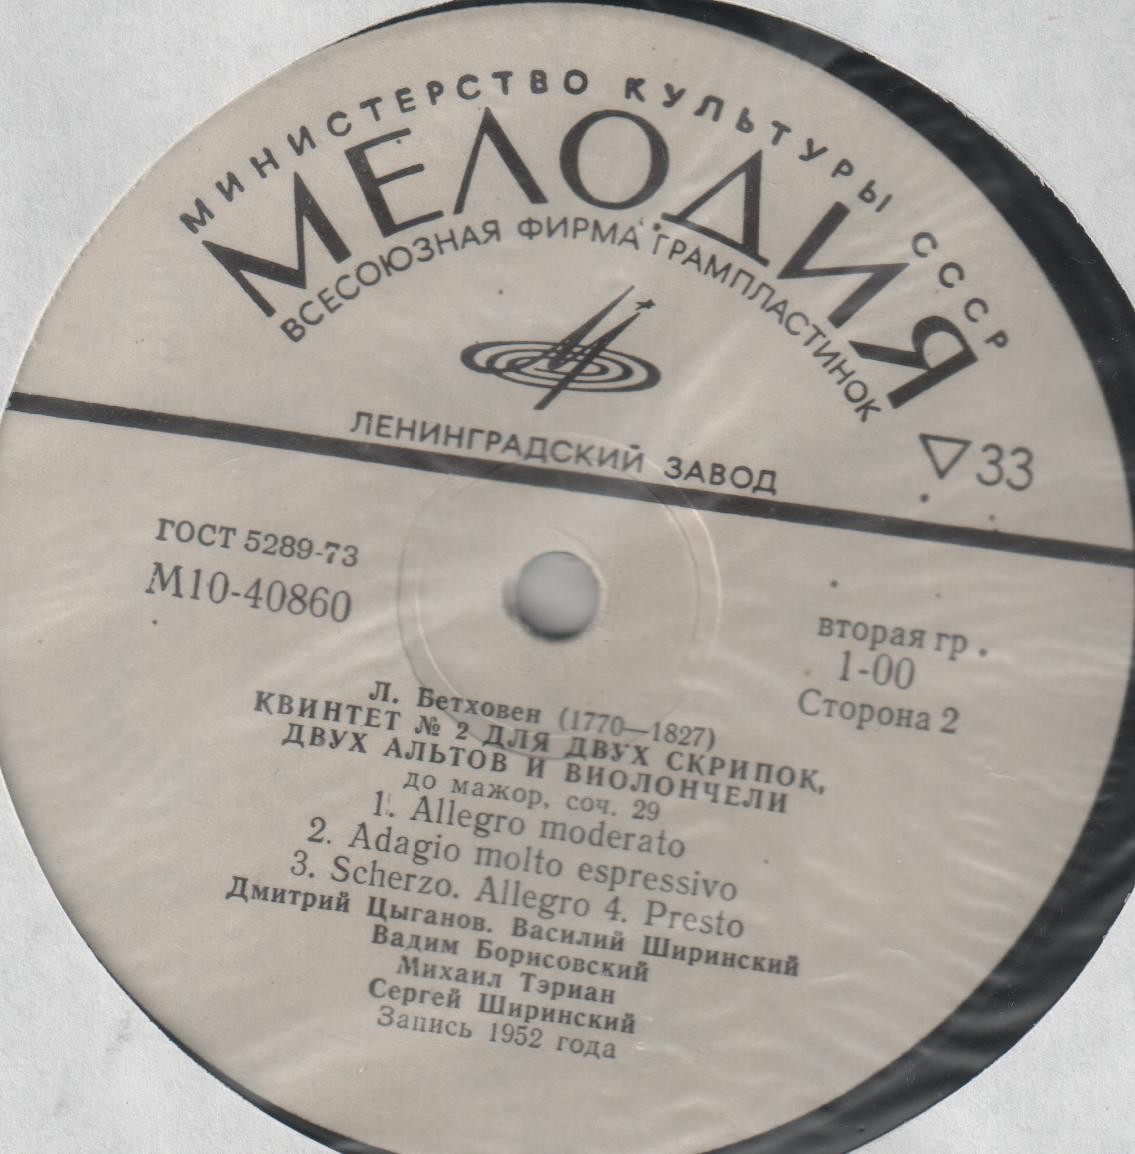 МИНИСТЕРСТВО КУЛЬТУРЫ СССР
МЕЛОДИЯ
ВСЕСОЮЗНАЯ ФИРМА ГРАМПЛАСТИНОК
ЛЕНИНГРАДСКИЙ ЗАВОД
33
ГОСТ 5289-73
М10-40860
вторая гр.
1-00
Сторона 2
Л. Бетховен (1770—1827)
КВИНТЕТ № 2 ДЛЯ ДВУХ СКРИПОК,
ДВУХ АЛЬТОВ И ВИОЛОНЧЕЛИ
до мажор, соч. 29
1. Allegro moderato
2. Adagio molto espressivo
3. Scherzo. Allegro 4. Presto
Дмитрий Цыганов. Василий Ширинский
Вадим Борисовский
Михаил Тэриан
Сергей Ширинский
Запись 1952 года